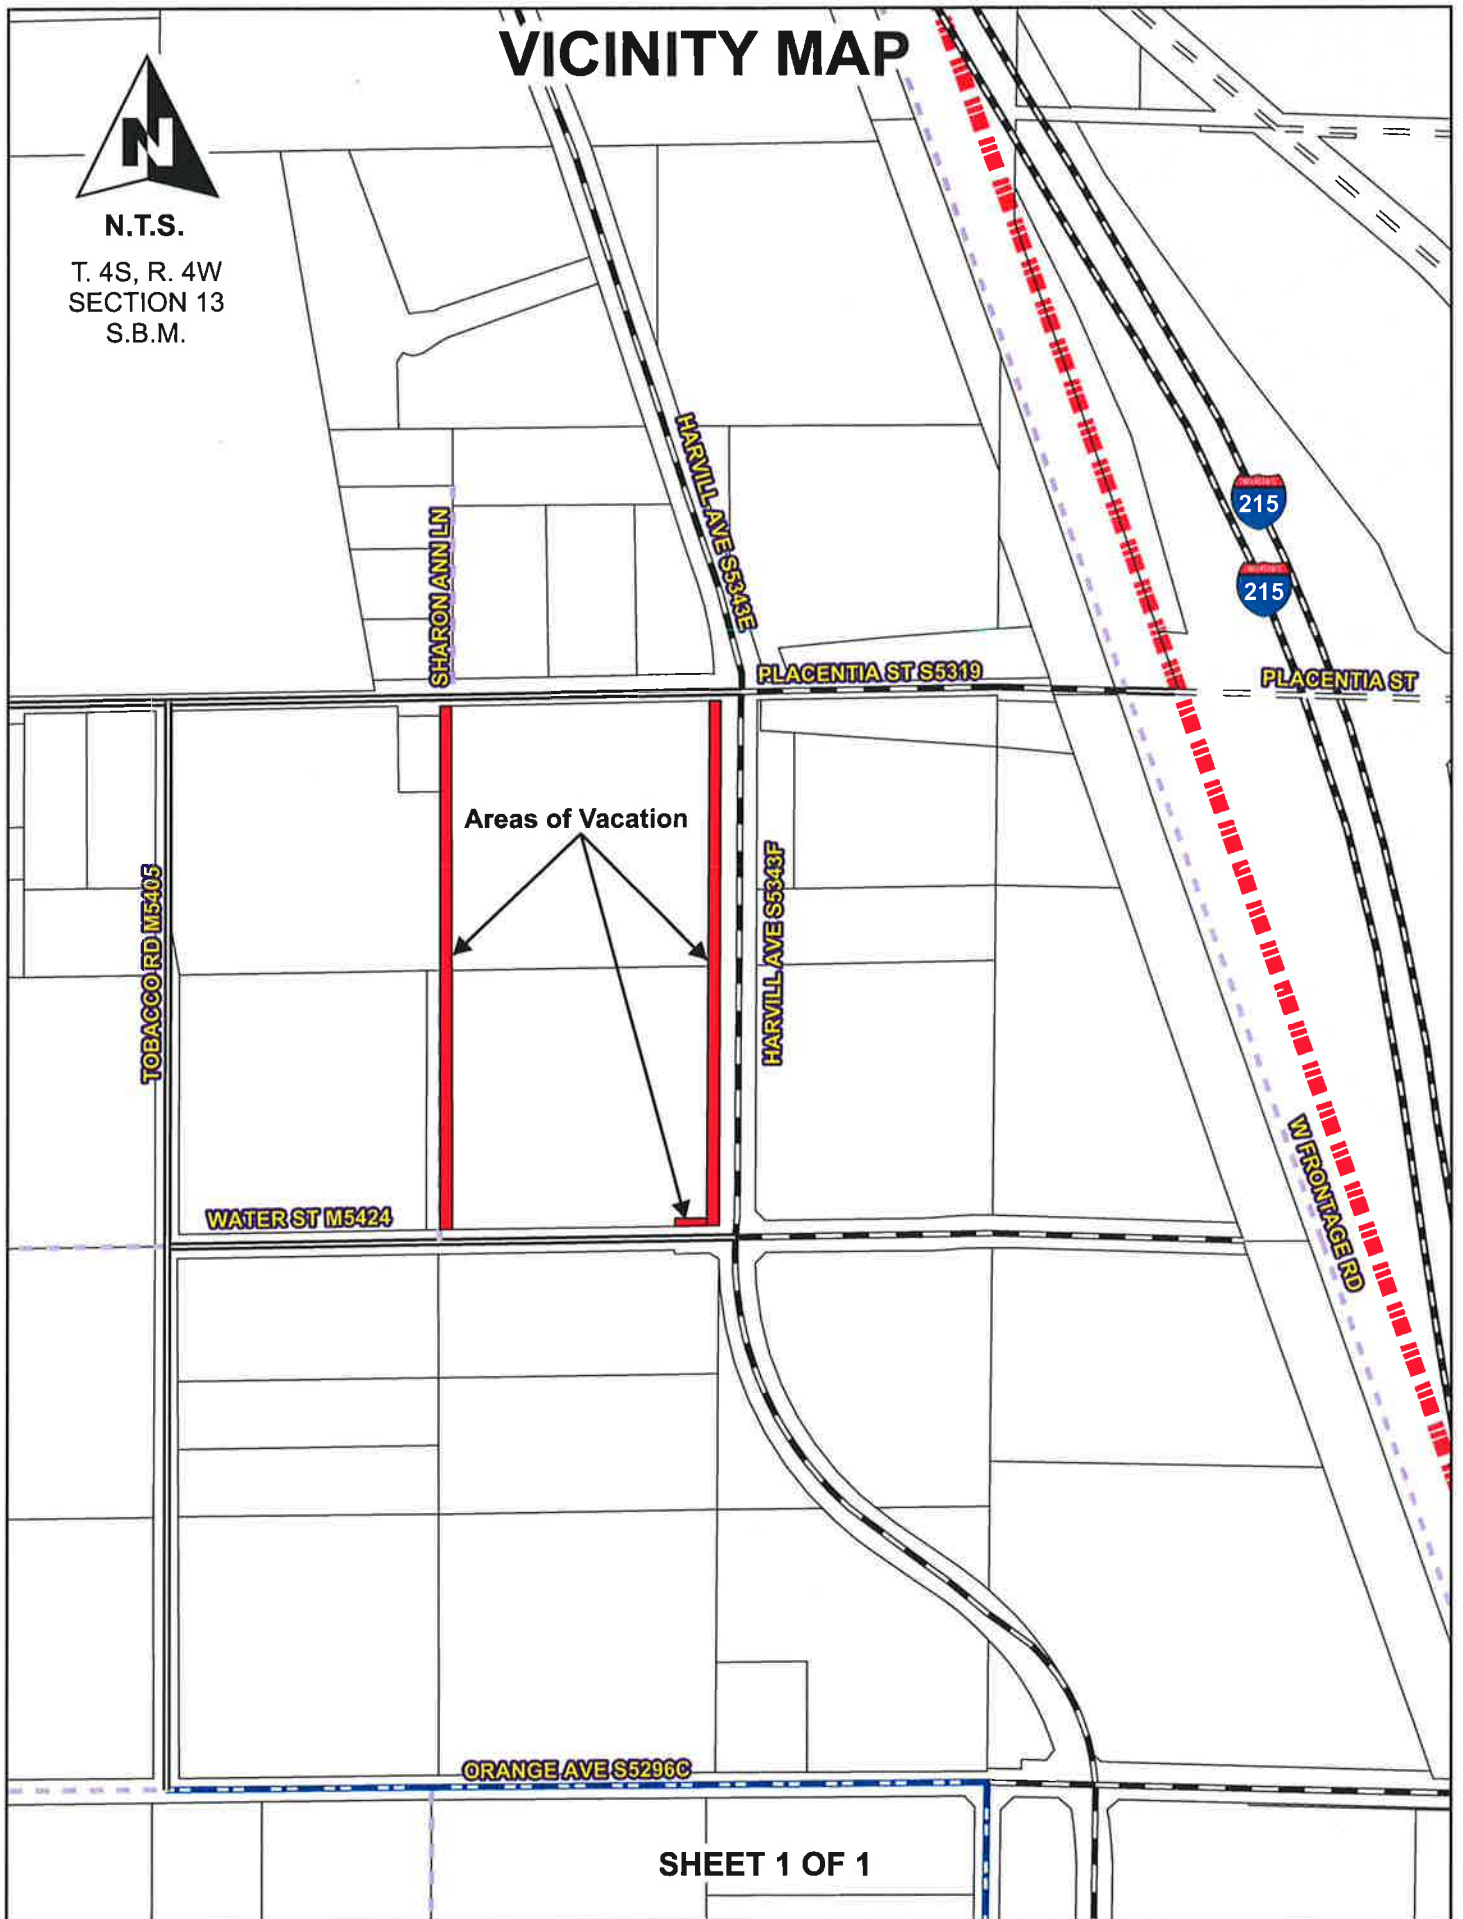 VICINITY MAP
N
N.T.S.
T. 4S, R. 4W
SECTION 13
S.B.M.
HARVILL AVE S5343E
215
SHARON ANN LN
215
PLACENTIA ST S5319
PLACENTIA ST
Areas of Vacation
TOBACCO RD M5405
HARVILL AVE S5343F
W FRONTAGE RD
WATER ST M5424
ORANGE AVE S5296C
SHEET 1 OF 1